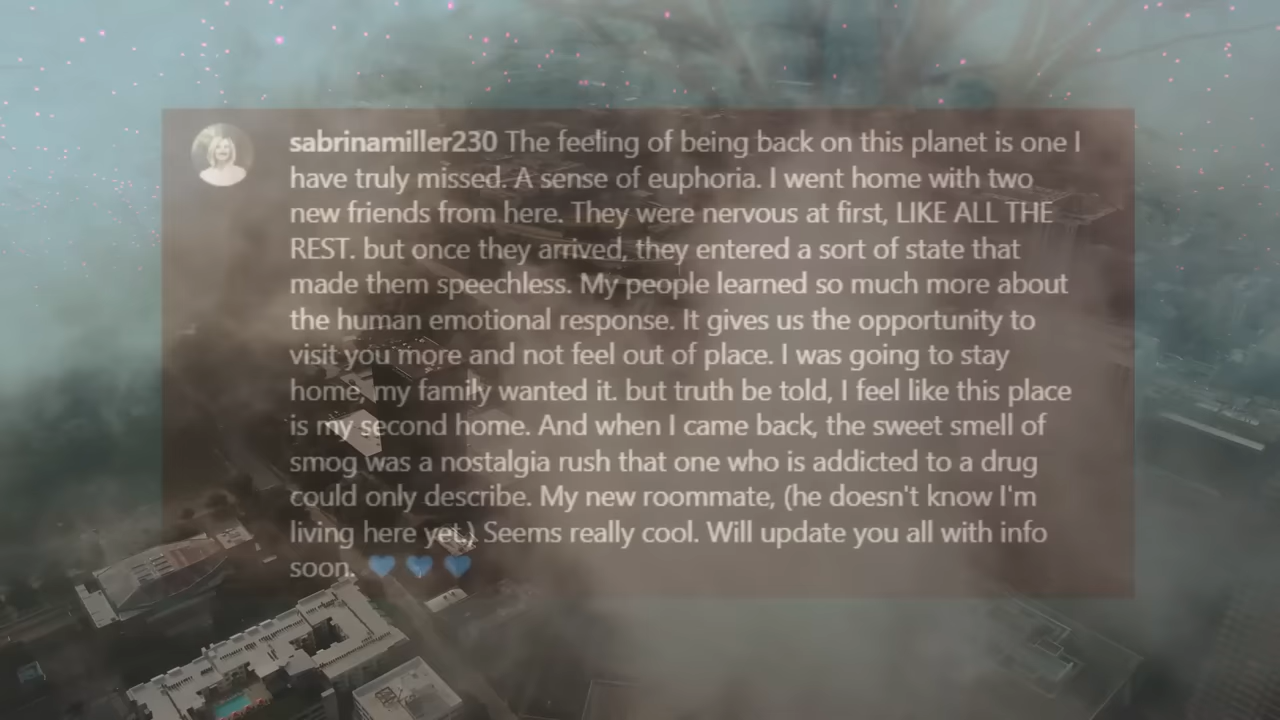 sabrinamiller230 The feeling of being back on this planet is one I
have truly missed. A sense of euphoria. I went home with two
new friends from here. They were nervous at first, LIKE ALL THE
REST. but once they arrived, they entered a sort of state that
made them speechless. My people learned so much more about
the human emotional response. It gives us the opportunity to
visit you more and not feel out of place. I was going to stay
home, my family wanted it. but truth be told, I feel like this place
is my second home. And when I came back, the sweet smell of
smog was a nostalgia rush that one who is addicted to a drug
could only describe. My new roommate, (he doesn't know I'm
living here yet.) Seems really cool. Will update you all with info
soon. 💙 💙 💙